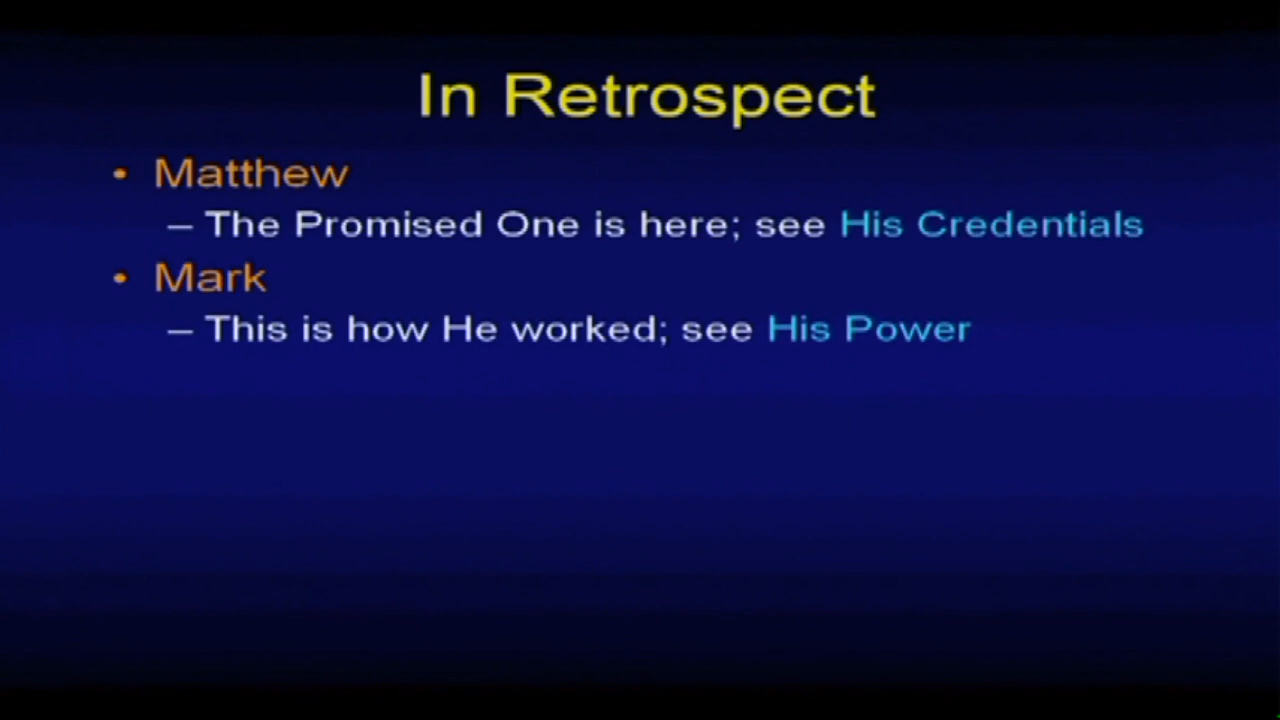 In Retrospect
• Matthew
– The Promised One is here; see His Credentials
• Mark
– This is how He worked; see His Power